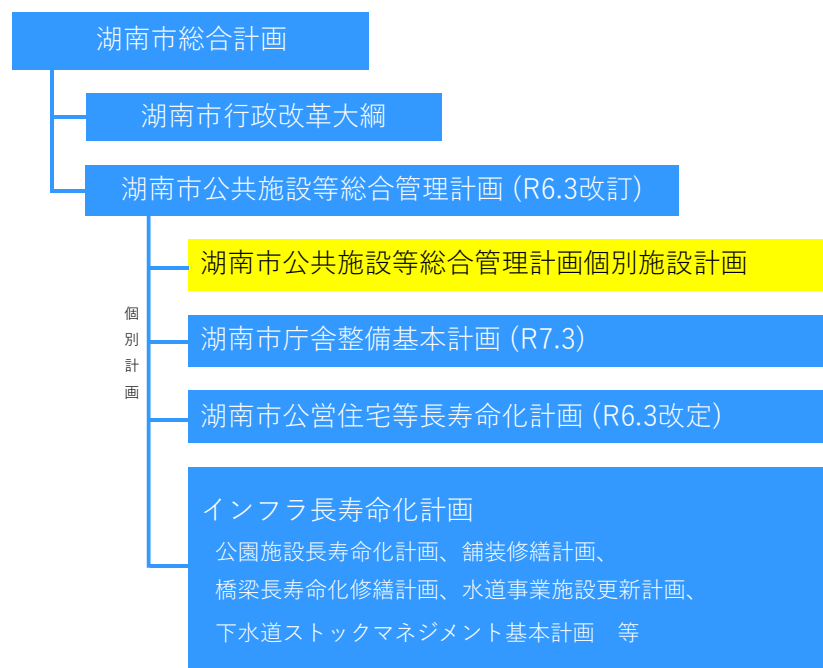 湖南市総合計画
湖南市行政改革大綱
湖南市公共施設等総合管理計画 (R6.3改訂)
個別計画
湖南市公共施設等総合管理計画個別施設計画
湖南市庁舎整備基本計画 (R7.3)
湖南市公営住宅等長寿命化計画 (R6.3改定)
インフラ長寿命化計画
公園施設長寿命化計画、舗装修繕計画、
橋梁長寿命化修繕計画、水道事業施設更新計画、
下水道ストックマネジメント基本計画　等